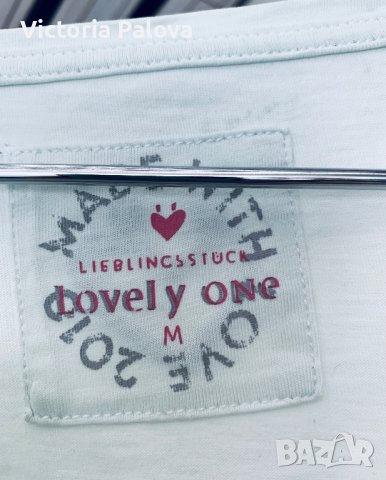 Victoria Palova
MADE WITH LOVE 2010
LIEBLINGSSTÜCK
Lovely one
M
BAZAR